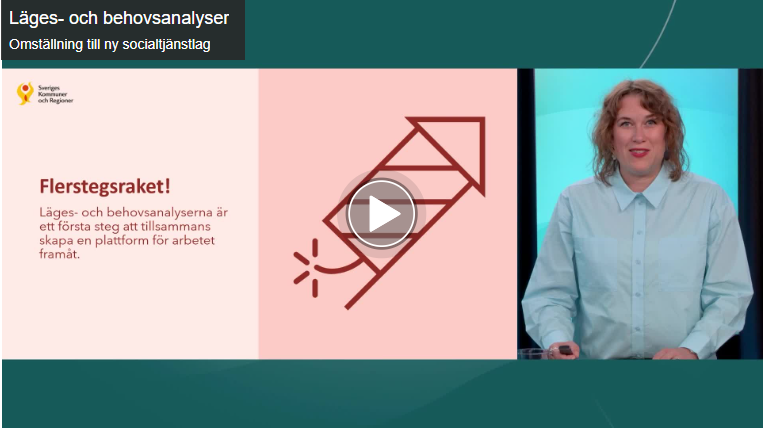 Läges- och behovsanalyser
Omställning till ny socialtjänstlag
Sveriges
Kommuner
och Regioner
Flerstegsraket!
Läges- och behovsanalyserna är
ett första steg att tillsammans
skapa en plattform för arbetet
framåt.